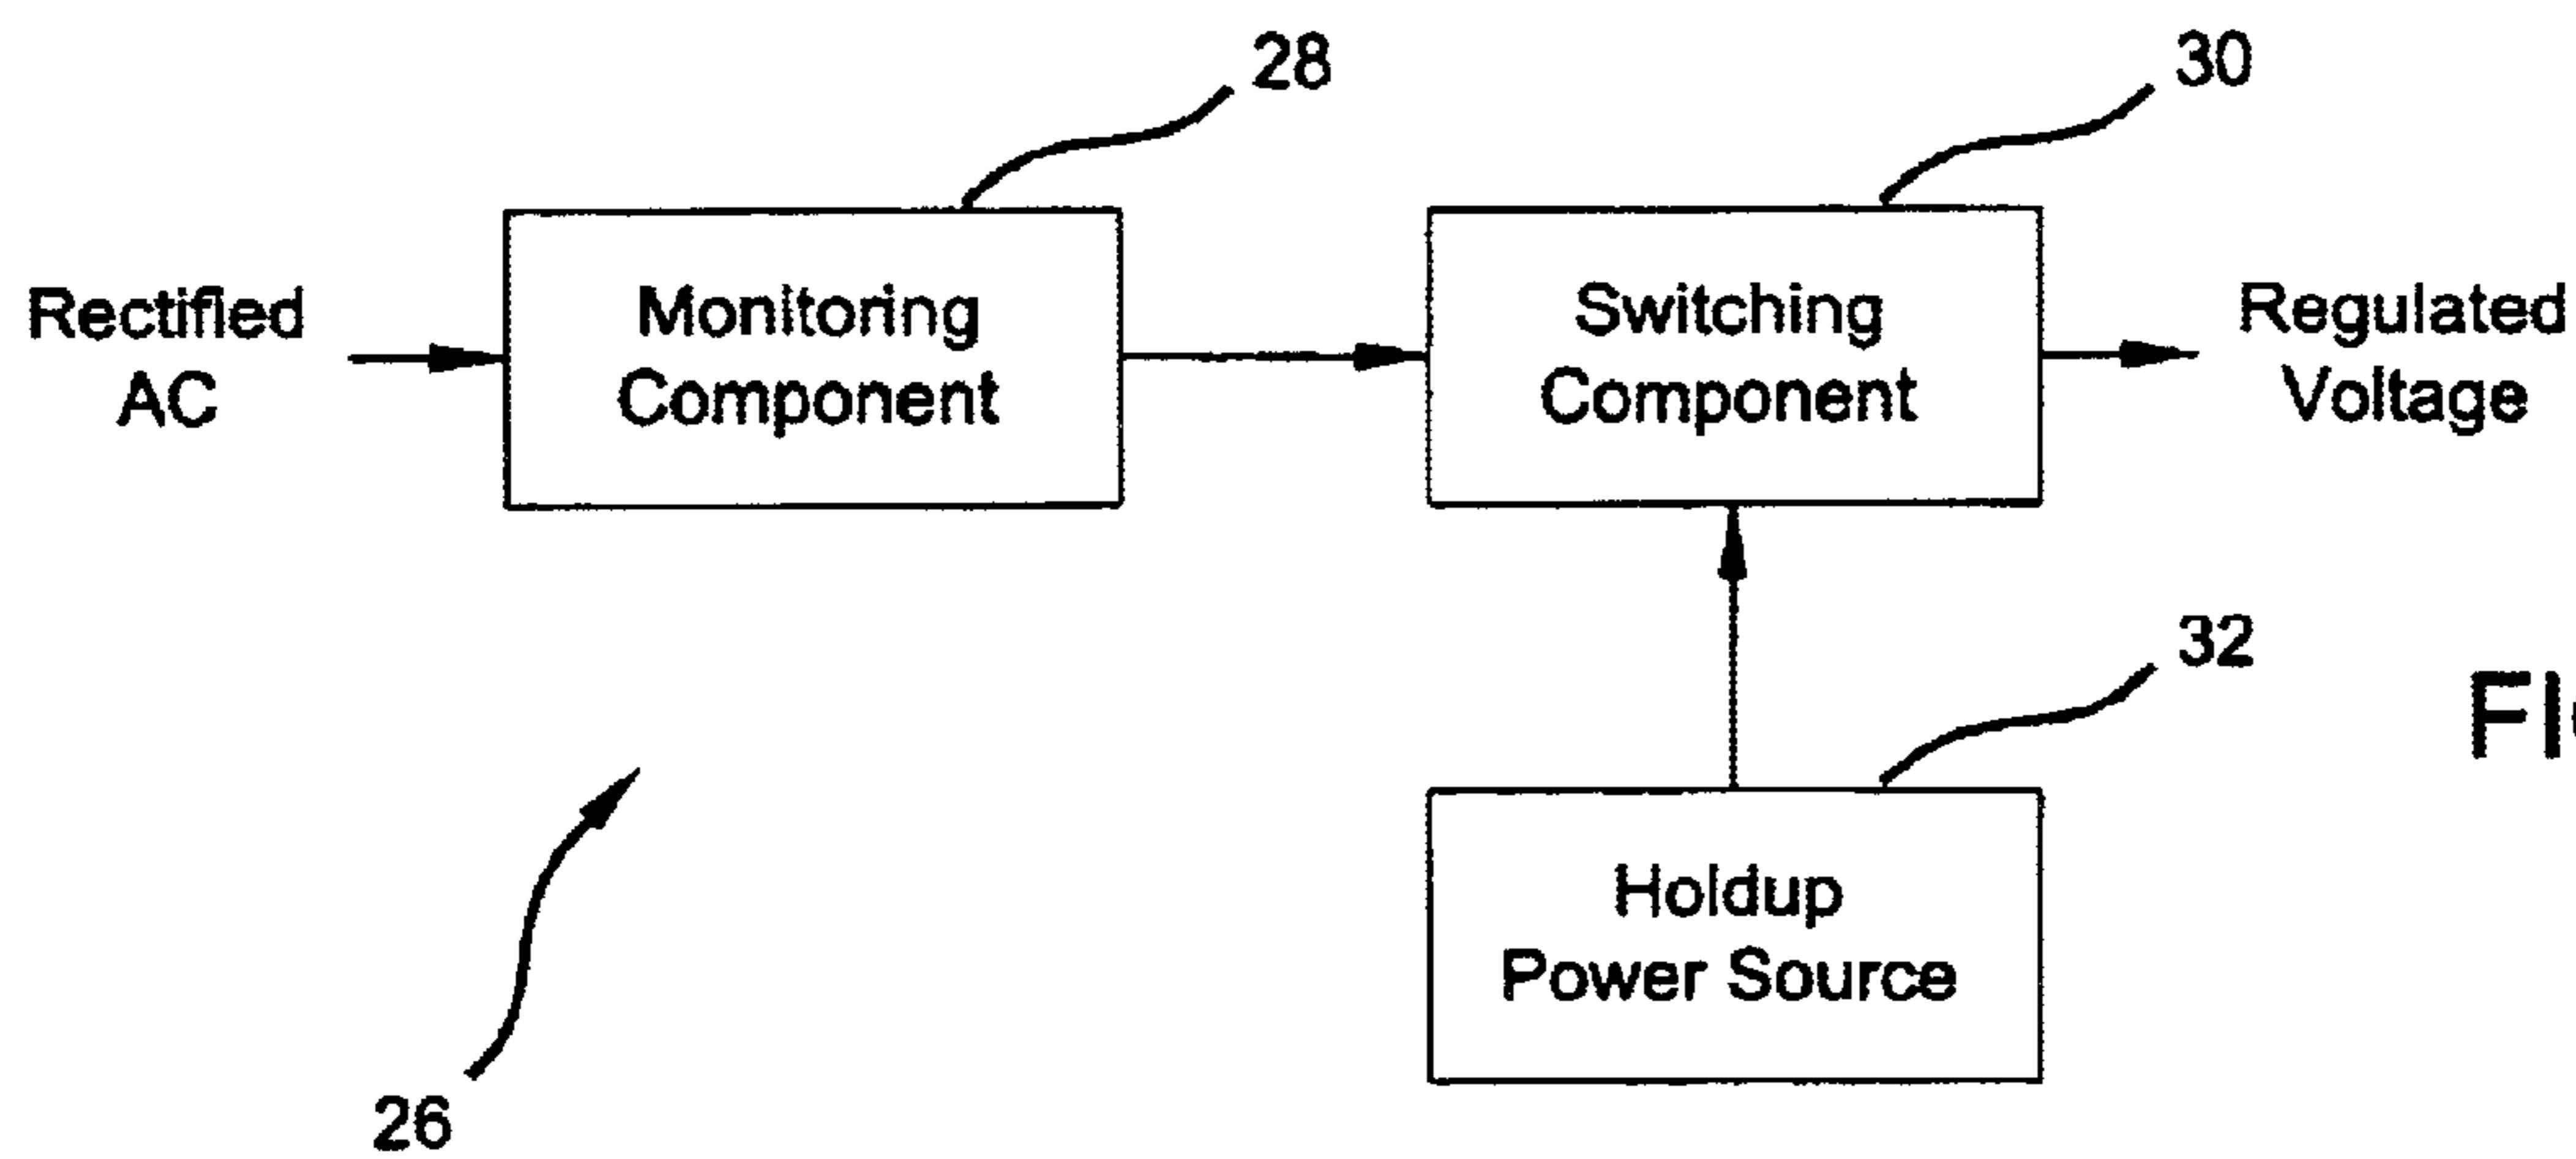 28
30
Rectified
AC
Monitoring
Component
Switching
Component
Regulated
Voltage
32
Holdup
Power Source
26